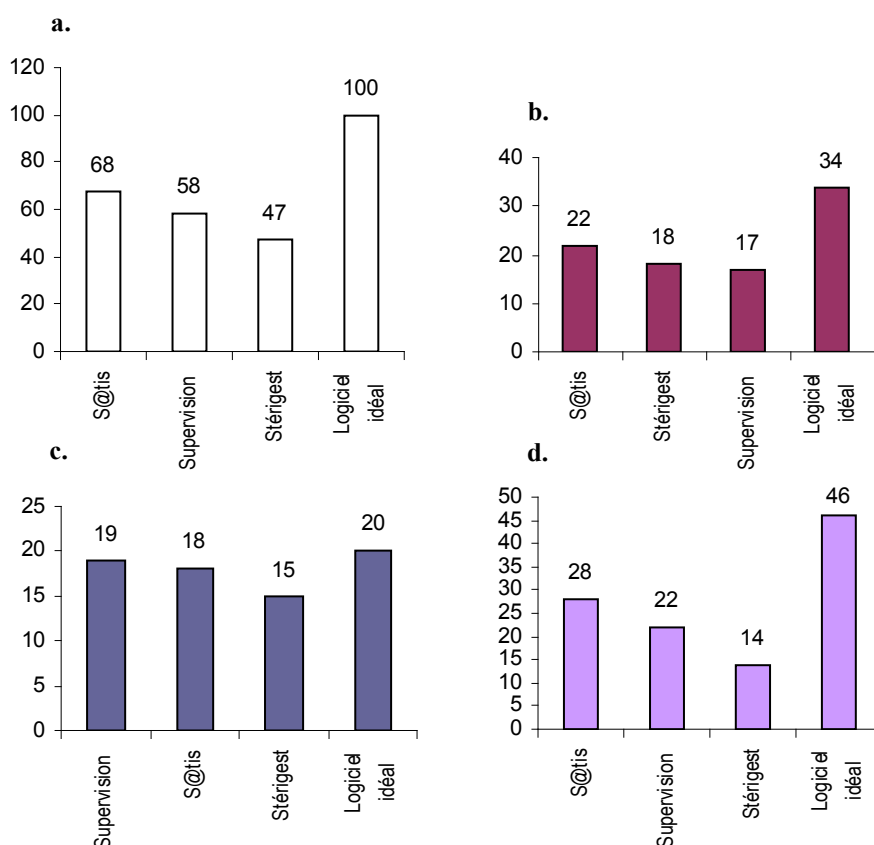 a.
120
100
80
60
40
20
0
68
58
47
100
S@tis
Supervision
Stérigest
Logiciel
idéal
b.
40
30
20
10
0
22
18
17
34
S@tis
Stérigest
Supervision
Logiciel
idéal
c.
25
20
15
10
5
0
19
18
15
20
Supervision
S@tis
Stérigest
Logiciel
idéal
d.
50
45
40
35
30
25
20
15
10
5
0
28
22
14
46
S@tis
Supervision
Stérigest
Logiciel
idéal